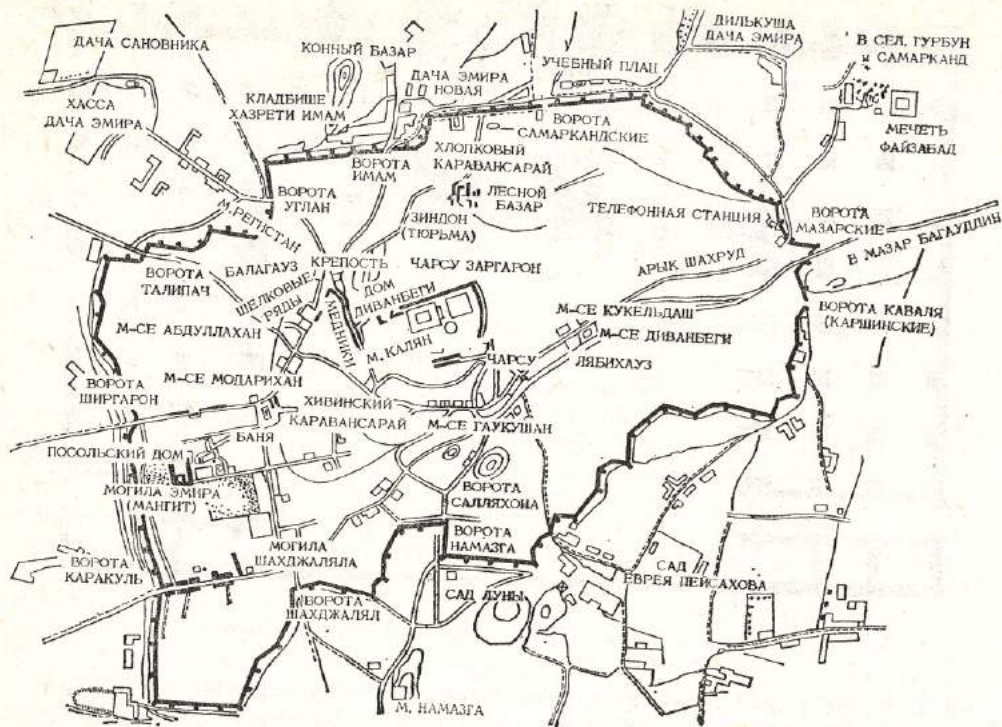 ДАЧА САНОВНИКА
КОННЫЙ БАЗАР
ДИЛЬКУША
ДАЧА ЭМИРА
В СЕЛ. ГУРБУН
и САМАРКАНД
УЧЕБНЫЙ ПЛАЦ
ДАЧА ЭМИРА
НОВАЯ
ХАССА
ДАЧА ЭМИРА
КЛАДБИШЕ
ХАЗРЕТИ ИМАМ
ВОРОТА
САМАРКАНДСКИЕ
МЕЧЕТЬ
ФАЙЗАБАД
ВОРОТА
ИМАМ
ХЛОПКОВЫЙ
КАРАВАНСАРАЙ
ВОРОТА
УГЛАН
ЛЕСНОЙ
БАЗАР
М. РЕГИСТАН
ЗИНДОН
(ТЮРЬМА)
ТЕЛЕФОННАЯ СТАНЦИЯ
ВОРОТА
МАЗАРСКИЕ
В МАЗАР БАГАУДДИН
ВОРОТА
ТАЛИПАЧ
БАЛАГАУЗ
КРЕПОСТЬ
ЧАРСУ ЗАРГАРОН
АРЫК ШАХРУД
ШЕЛКОВЫЕ
РЯДЫ
МЕДНИКИ
ДОМ
ДИВАНБЕГИ
М-СЕ КУКЕЛЬДАШ
ВОРОТА КАВАЛЯ
(КАРШИНСКИЕ)
М-СЕ АБДУЛЛАХАН
М. КАЛЯН
М-СЕ ДИВАНБЕГИ
ЧАРСУ
ЛЯБИХАУЗ
ВОРОТА
ШИРГАРОН
М-СЕ МОДАРИХАН
ХИВИНСКИЙ
КАРАВАНСАРАЙ
М-СЕ ГАУКУШАН
БАНЯ
ПОСОЛЬСКИЙ ДОМ
МОГИЛА ЭМИРА
(МАНГИТ)
ВОРОТА
САЛЛЯХОНА
ВОРОТА
НАМАЗГА
МОГИЛА
ШАХДЖАЛЯЛА
ВОРОТА
КАРАКУЛЬ
САД
ЕВРЕЯ ПЕЙСАХОВА
ВОРОТА
ШАХДЖАЛЯЛ
САД ЛУНЫ
М. НАМАЗГА